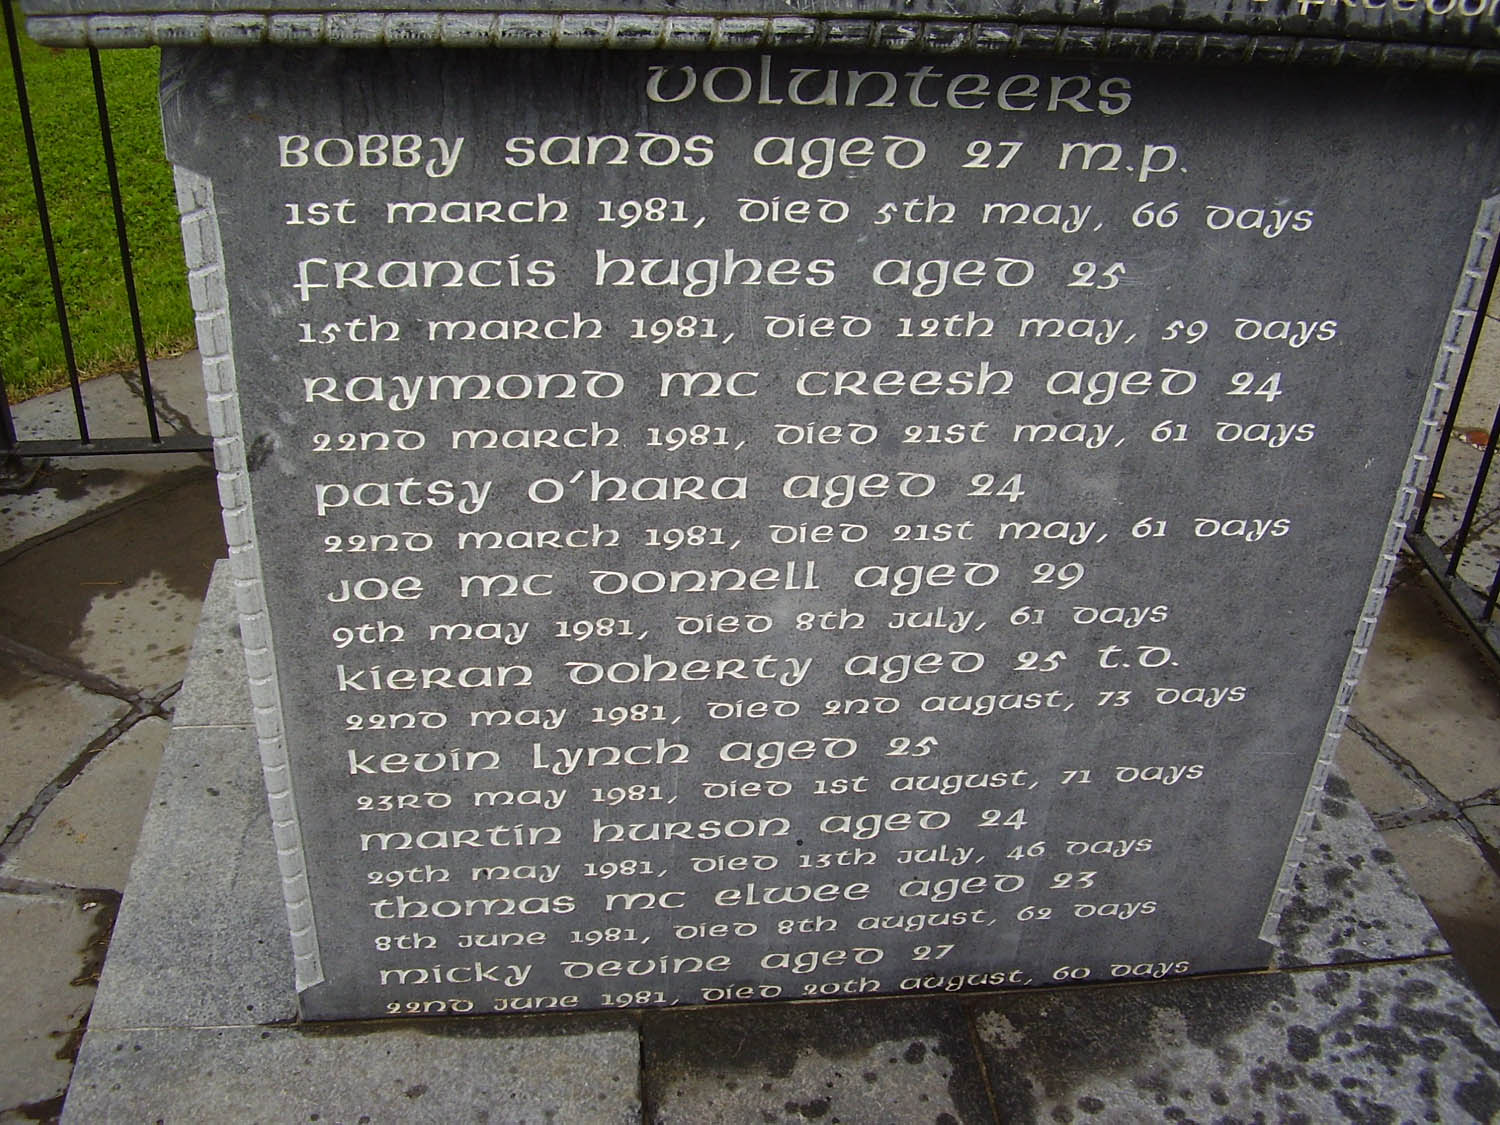 freedom
volunteers
Bobby Sands aged 27 M.P.
1st March 1981, died 5th May, 66 days
Francis Hughes aged 25
15th March 1981, died 12th May, 59 days
Raymond Mc Creesh aged 24
22nd March 1981, died 21st May, 61 days
Patsy O'Hara aged 24
22nd March 1981, died 21st May, 61 days
Joe Mc Donnell aged 29
9th May 1981, died 8th July, 61 days
Kieran Doherty aged 25 T.D.
22nd May 1981, died 2nd August, 73 days
Kevin Lynch aged 25
23rd May 1981, died 1st August, 71 days
Martin Hurson aged 24
29th May 1981, died 13th July, 46 days
Thomas Mc Elwee aged 23
8th June 1981, died 8th August, 62 days
Micky Devine aged 27
22nd June 1981, died 20th August, 60 days